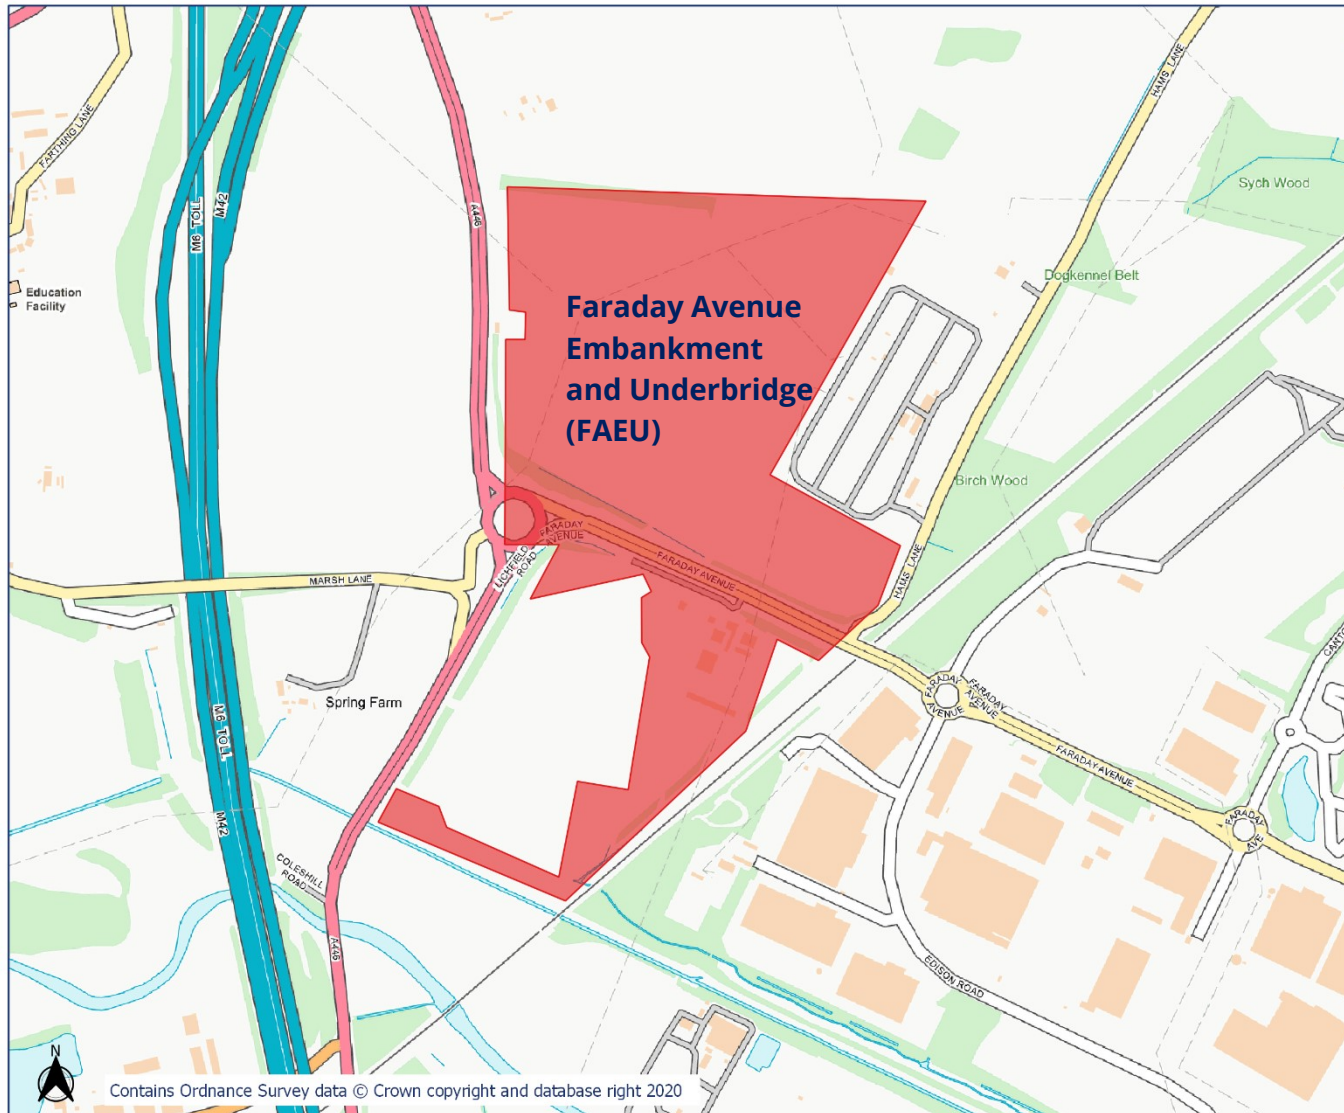 FARTHING LANE
M6 TOLL
M42
A446
HAMS LANE
Sych Wood
Dogkennel Belt
Education
Facility
Faraday Avenue
Embankment
and Underbridge
(FAEU)
Birch Wood
FARADAY
AVENUE
LICHFIELD
ROAD
FARADAY AVENUE
HAMS LANE
MARSH LANE
Spring Farm
FARADAY
AVENUE
FARADAY
AVENUE
FARADAY AVENUE
FARADAY
AVE
M6 TOLL
M42
COLESHILL
ROAD
A446
EDISON ROAD
N
Contains Ordnance Survey data © Crown copyright and database right 2020